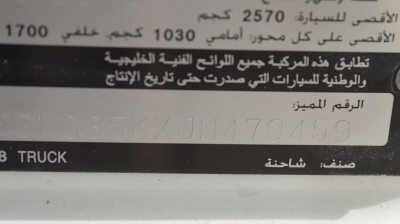 الأقصى للسيارة: 2570 كجم
الأقصى على كل محور: أمامي 1030 كجم، خلفي 1700
تطابق هذه المركبة جميع اللوائح الفنية الخليجية
والوطنية للسيارات التي صدرت حتى تاريخ الإنتاج
الرقم المميز:
صنف: شاحنة
TRUCK